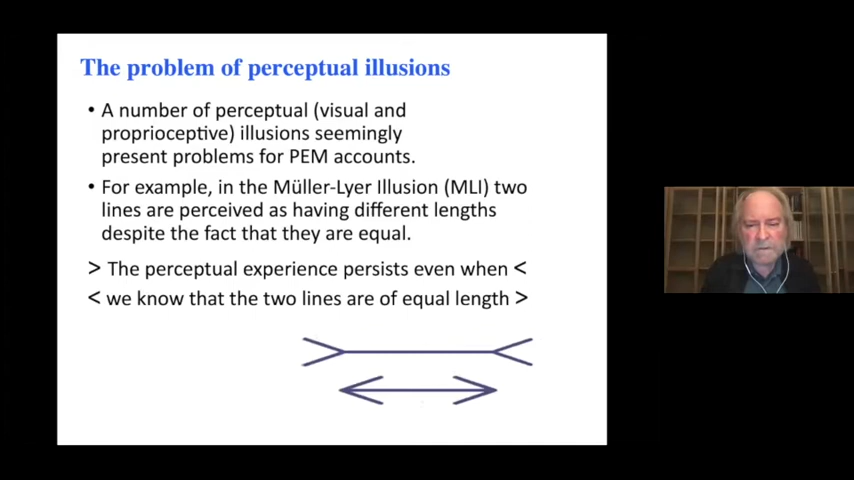 The problem of perceptual illusions
• A number of perceptual (visual and
proprioceptive) illusions seemingly
present problems for PEM accounts.
• For example, in the Müller-Lyer Illusion (MLI) two
lines are perceived as having different lengths
despite the fact that they are equal.
> The perceptual experience persists even when <
< we know that the two lines are of equal length >